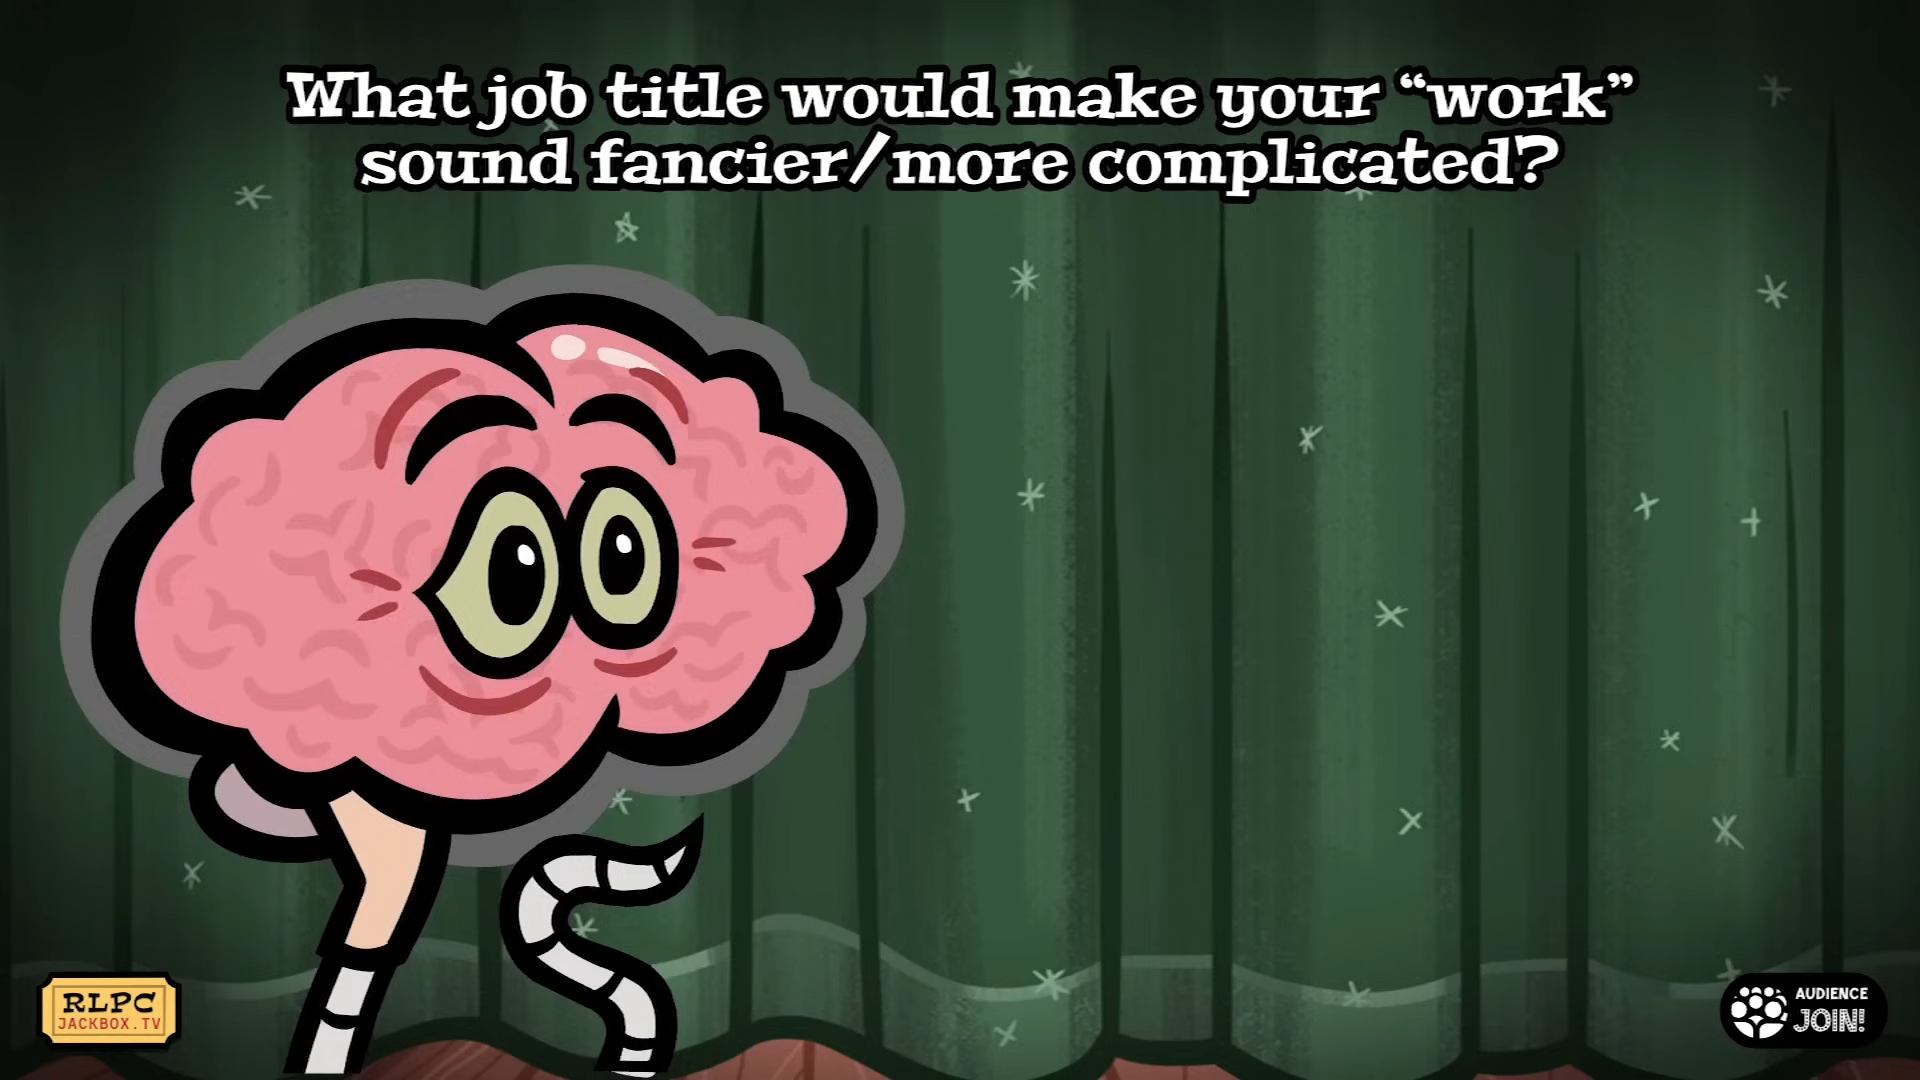 What job title would make your “work”
sound fancier/more complicated?
RLPC
JACKBOX.TV
AUDIENCE
JOIN!